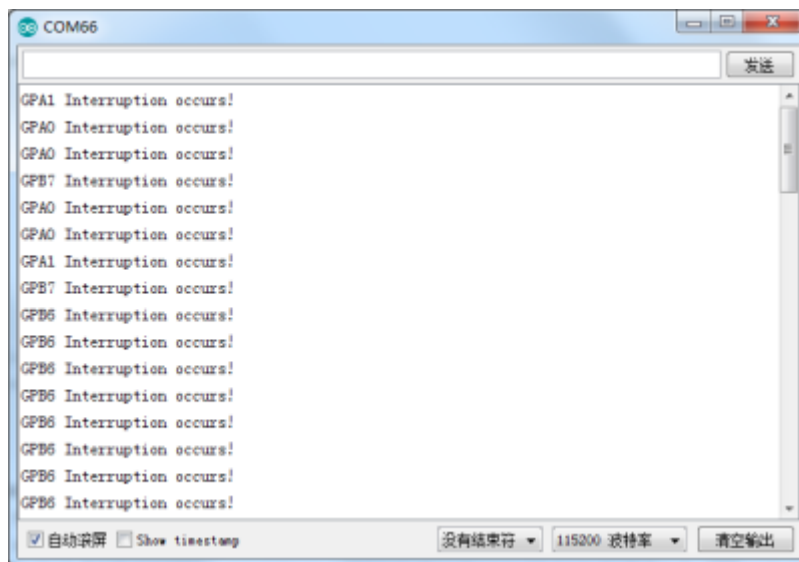 COM66
发送
GPA1 Interruption occurs!
GPA0 Interruption occurs!
GPA0 Interruption occurs!
GPB7 Interruption occurs!
GPA0 Interruption occurs!
GPA0 Interruption occurs!
GPA1 Interruption occurs!
GPB7 Interruption occurs!
GPB6 Interruption occurs!
GPB6 Interruption occurs!
GPB6 Interruption occurs!
GPB6 Interruption occurs!
GPB6 Interruption occurs!
GPB6 Interruption occurs!
GPB6 Interruption occurs!
GPB6 Interruption occurs!
自动滚屏 Show timestamp 没有结束符 115200 波特率 清空输出